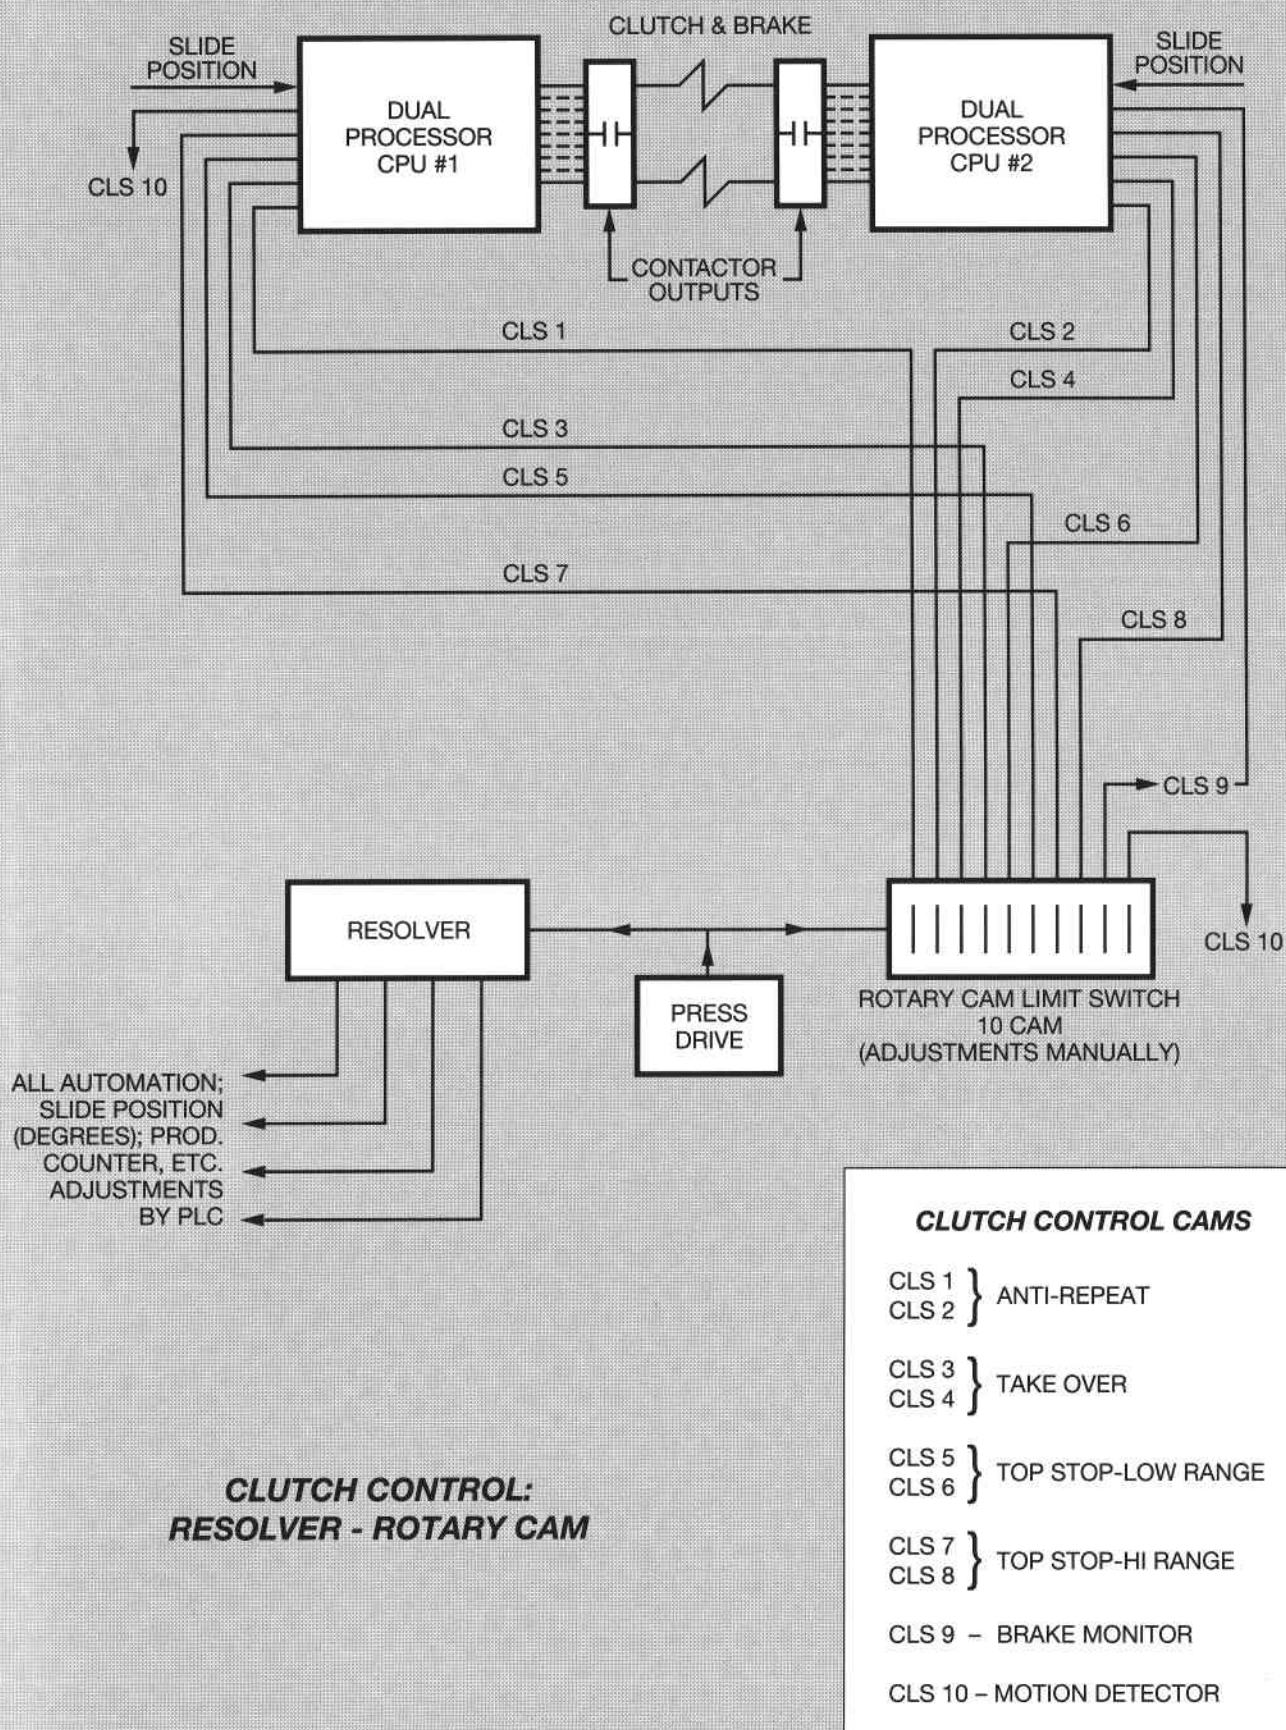 CLUTCH & BRAKE
SLIDE
POSITION
SLIDE
POSITION
DUAL
PROCESSOR
CPU #1
DUAL
PROCESSOR
CPU #2
CLS 10
CONTACTOR
OUTPUTS
CLS 1
CLS 2
CLS 4
CLS 3
CLS 5
CLS 6
CLS 7
CLS 8
CLS 9
RESOLVER
CLS 10
PRESS
DRIVE
ROTARY CAM LIMIT SWITCH
10 CAM
(ADJUSTMENTS MANUALLY)
ALL AUTOMATION;
SLIDE POSITION
(DEGREES); PROD.
COUNTER, ETC.
ADJUSTMENTS
BY PLC
CLUTCH CONTROL CAMS
CLS 1
CLS 2
} ANTI-REPEAT
CLS 3
CLS 4
} TAKE OVER
CLS 5
CLS 6
} TOP STOP-LOW RANGE
CLS 7
CLS 8
} TOP STOP-HI RANGE
CLS 9 – BRAKE MONITOR
CLS 10 – MOTION DETECTOR
CLUTCH CONTROL:
RESOLVER - ROTARY CAM